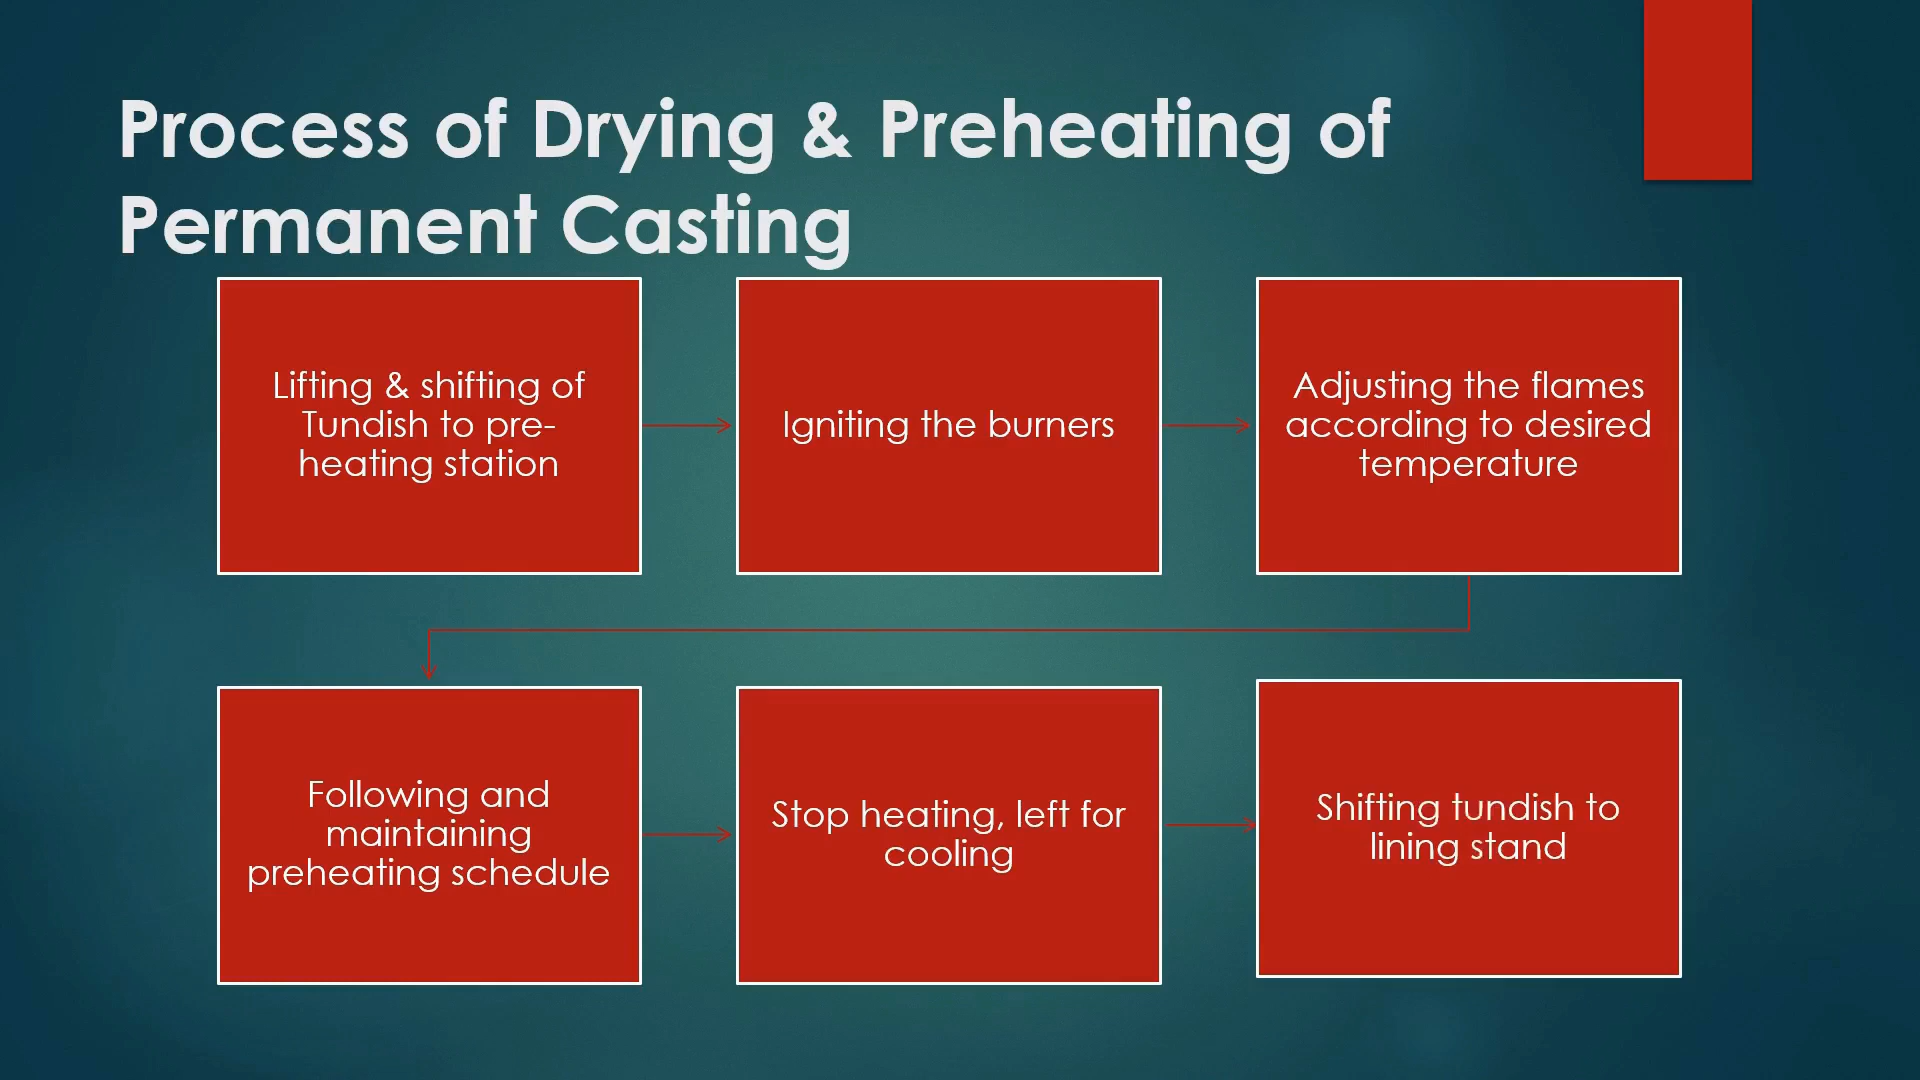 Process of Drying & Preheating of
Permanent Casting
Lifting & shifting of
Tundish to pre-
heating station
Igniting the burners
Adjusting the flames
according to desired
temperature
Following and
maintaining
preheating schedule
Stop heating, left for
cooling
Shifting tundish to
lining stand